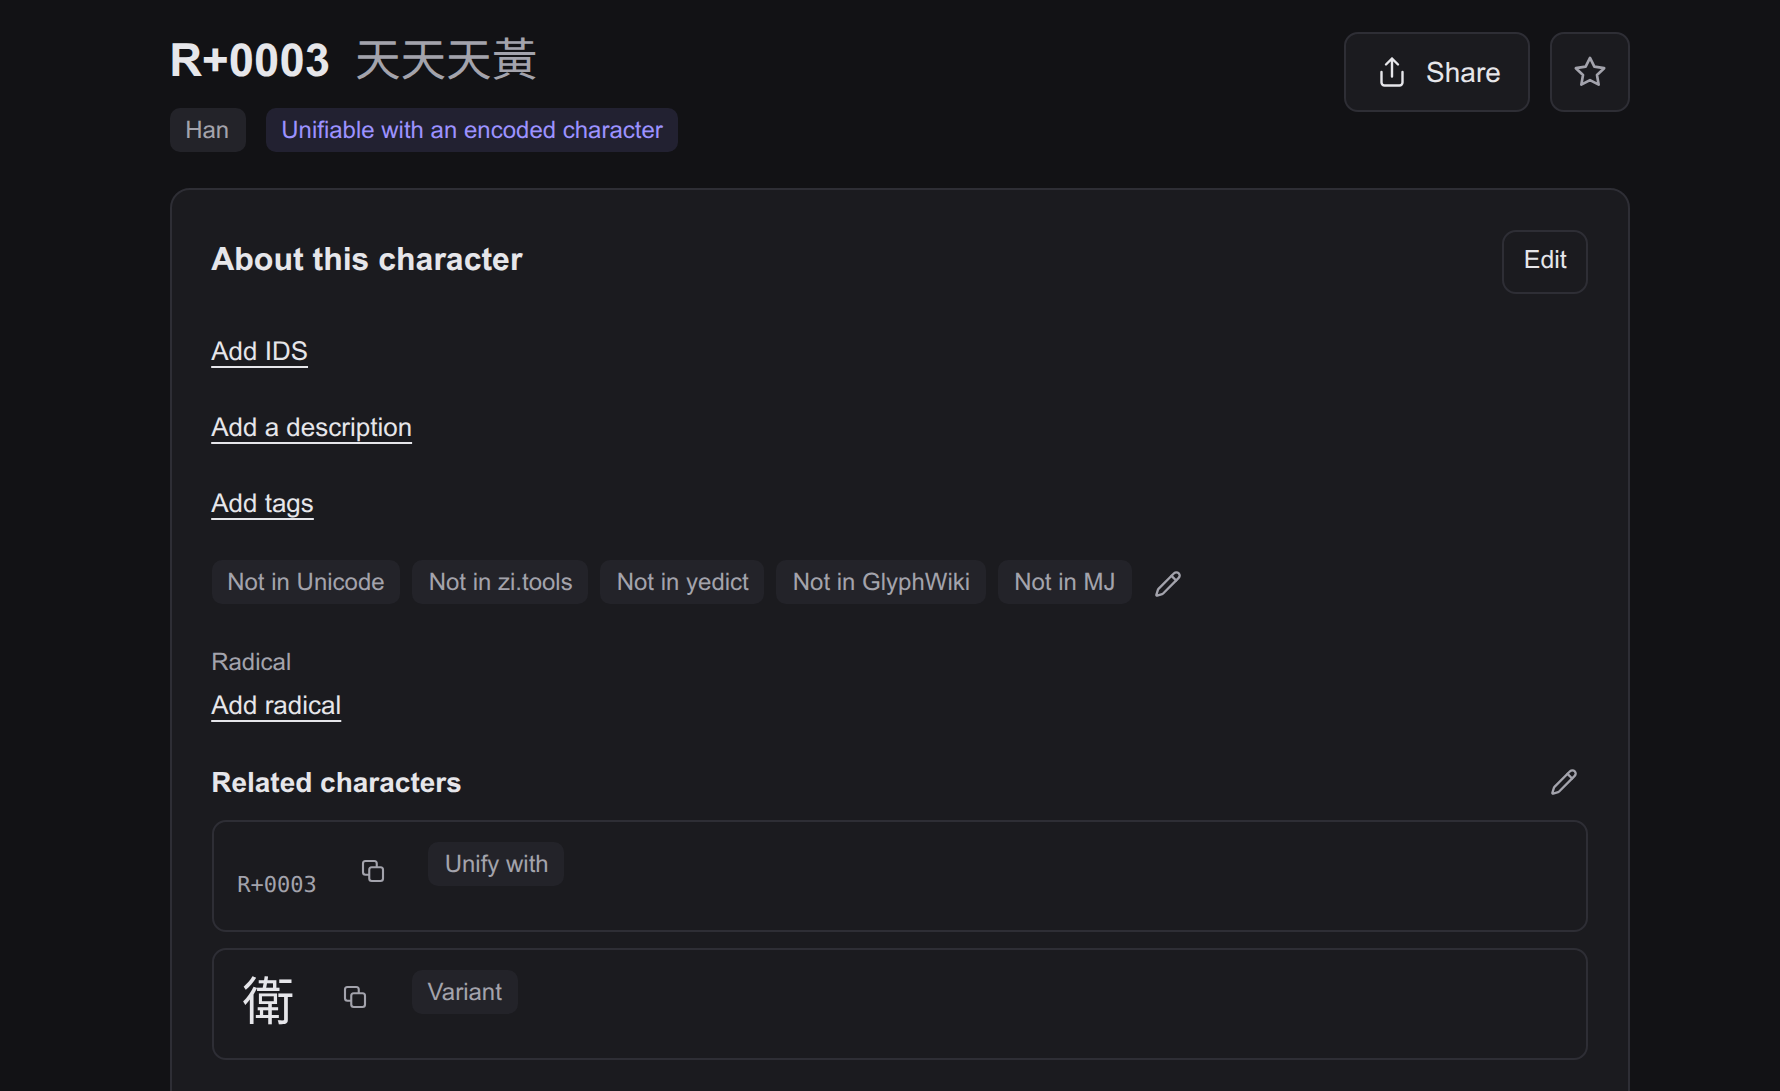 R+0003 天天天黃
Share
Han
Unifiable with an encoded character
About this character
Edit
Add IDS
Add a description
Add tags
Not in Unicode
Not in zi.tools
Not in yedict
Not in GlyphWiki
Not in MJ
Radical
Add radical
Related characters
R+0003
Unify with
衛
Variant